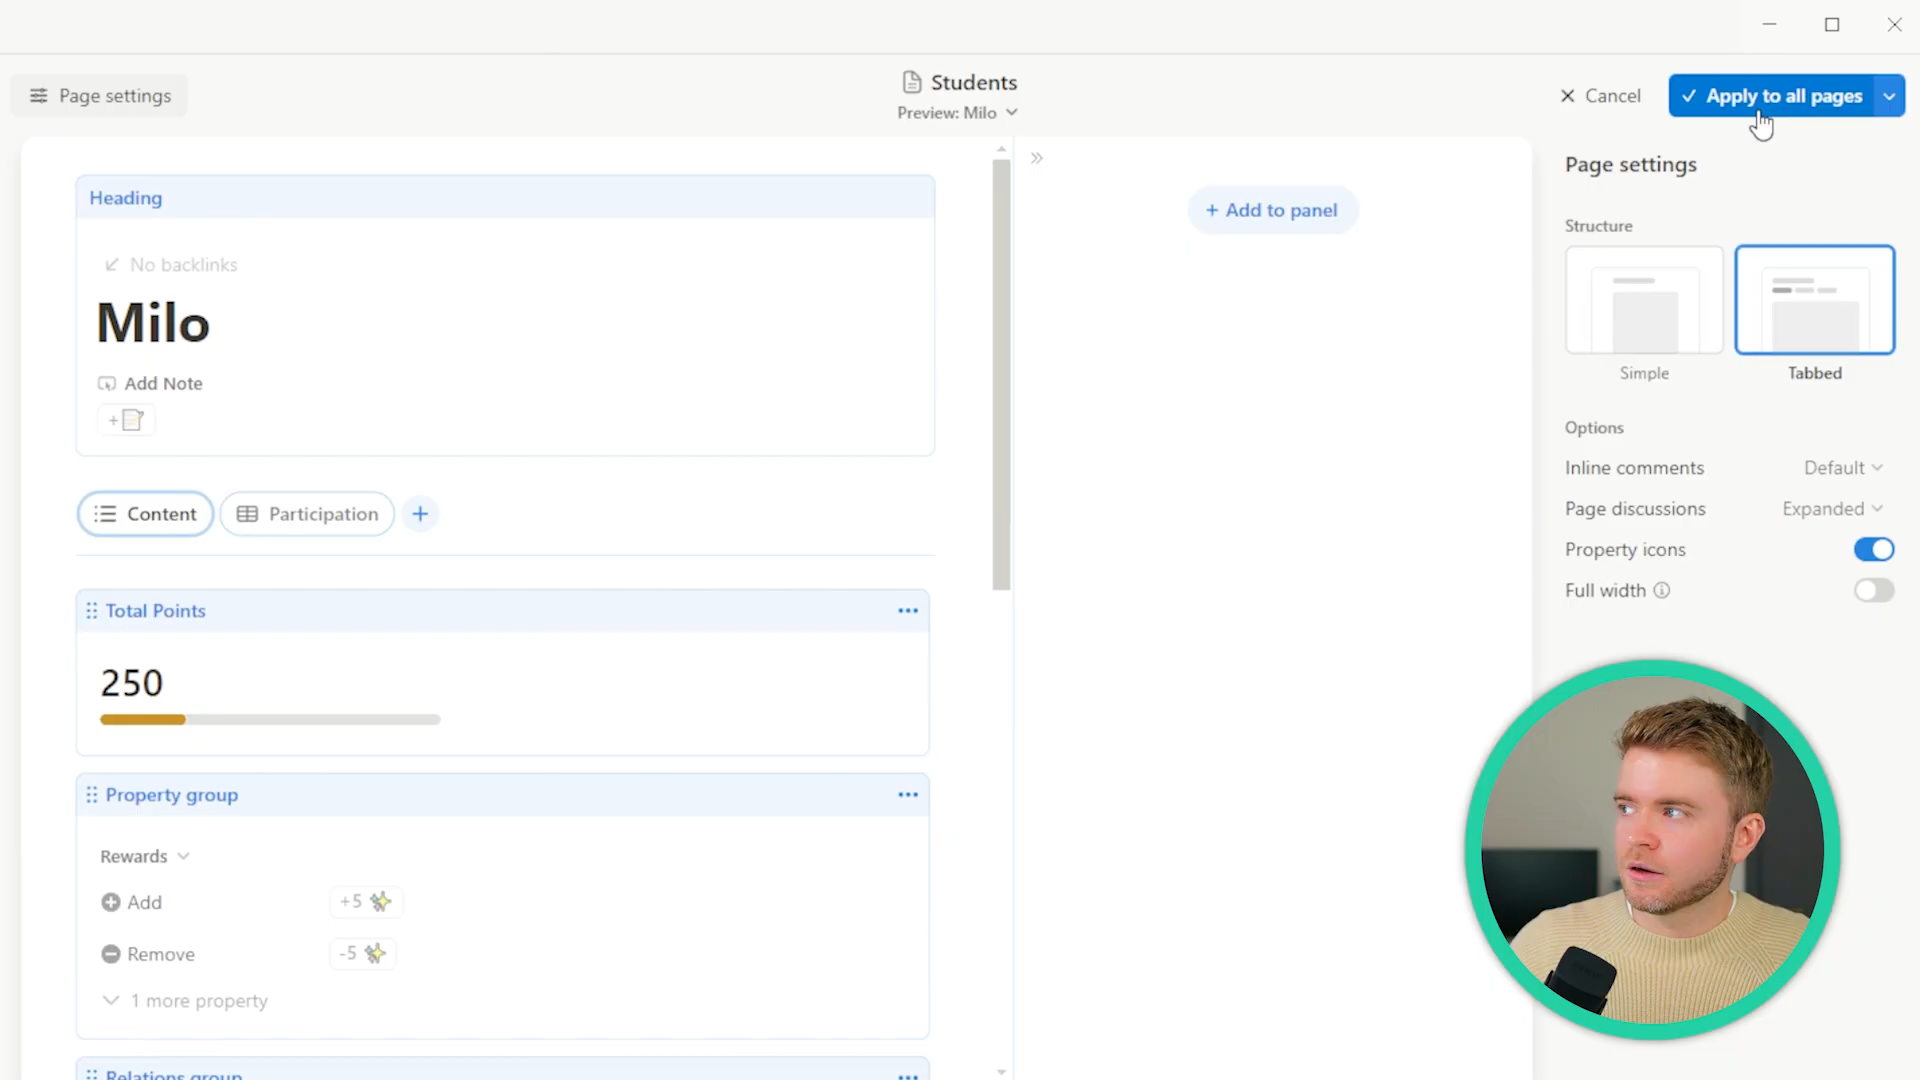 Page settings
Students
Preview: Milo
Cancel
Apply to all pages
Heading
No backlinks
Milo
Add Note
+
Content
Participation
+
Total Points
250
Property group
Rewards
Add
+5
Remove
-5
1 more property
Relations group
+ Add to panel
Page settings
Structure
Simple
Tabbed
Options
Inline comments Default
Page discussions Expanded
Property icons
Full width